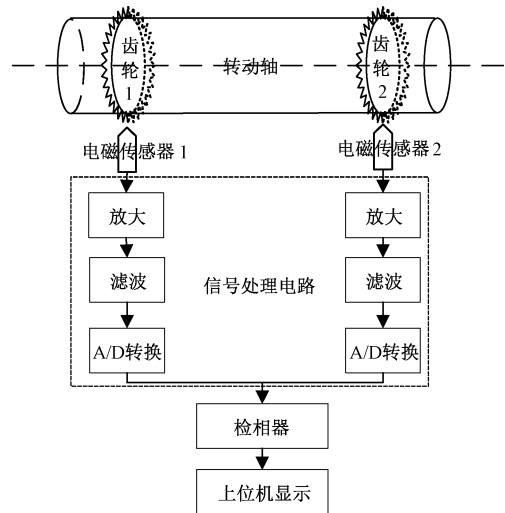 齿轮1
转动轴
齿轮2
电磁传感器1
电磁传感器2
放大
放大
滤波
信号处理电路
滤波
A/D转换
A/D转换
检相器
上位机显示